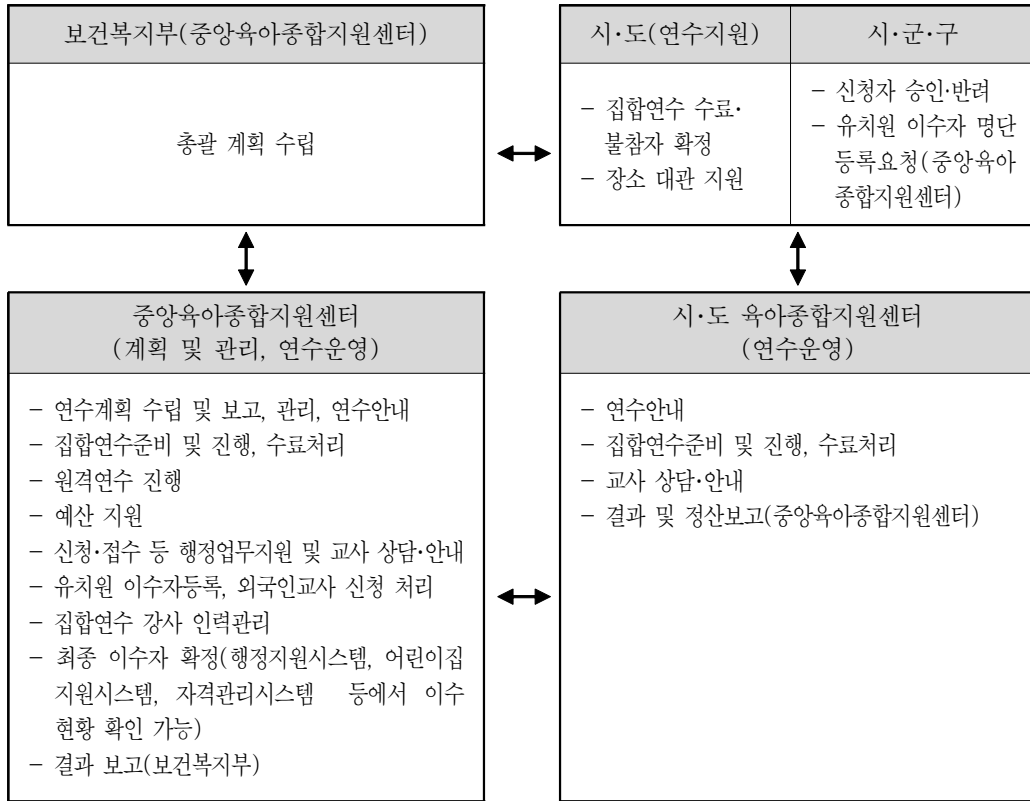 보건복지부(중앙육아종합지원센터)
총괄 계획 수립
시･도(연수지원)
– 집합연수 수료･
불참자 확정
– 장소 대관 지원
시･군･구
– 신청자 승인･반려
– 유치원 이수자 명단
등록요청(중앙육아
종합지원센터)
중앙육아종합지원센터
(계획 및 관리, 연수운영)
– 연수계획 수립 및 보고, 관리, 연수안내
– 집합연수준비 및 진행, 수료처리
– 원격연수 진행
– 예산 지원
– 신청･접수 등 행정업무지원 및 교사 상담･안내
– 유치원 이수자등록, 외국인교사 신청 처리
– 집합연수 강사 인력관리
– 최종 이수자 확정(행정지원시스템, 어린이집
지원시스템, 자격관리시스템 등에서 이수
현황 확인 가능)
– 결과 보고(보건복지부)
시･도 육아종합지원센터
(연수운영)
– 연수안내
– 집합연수준비 및 진행, 수료처리
– 교사 상담･안내
– 결과 및 정산보고(중앙육아종합지원센터)